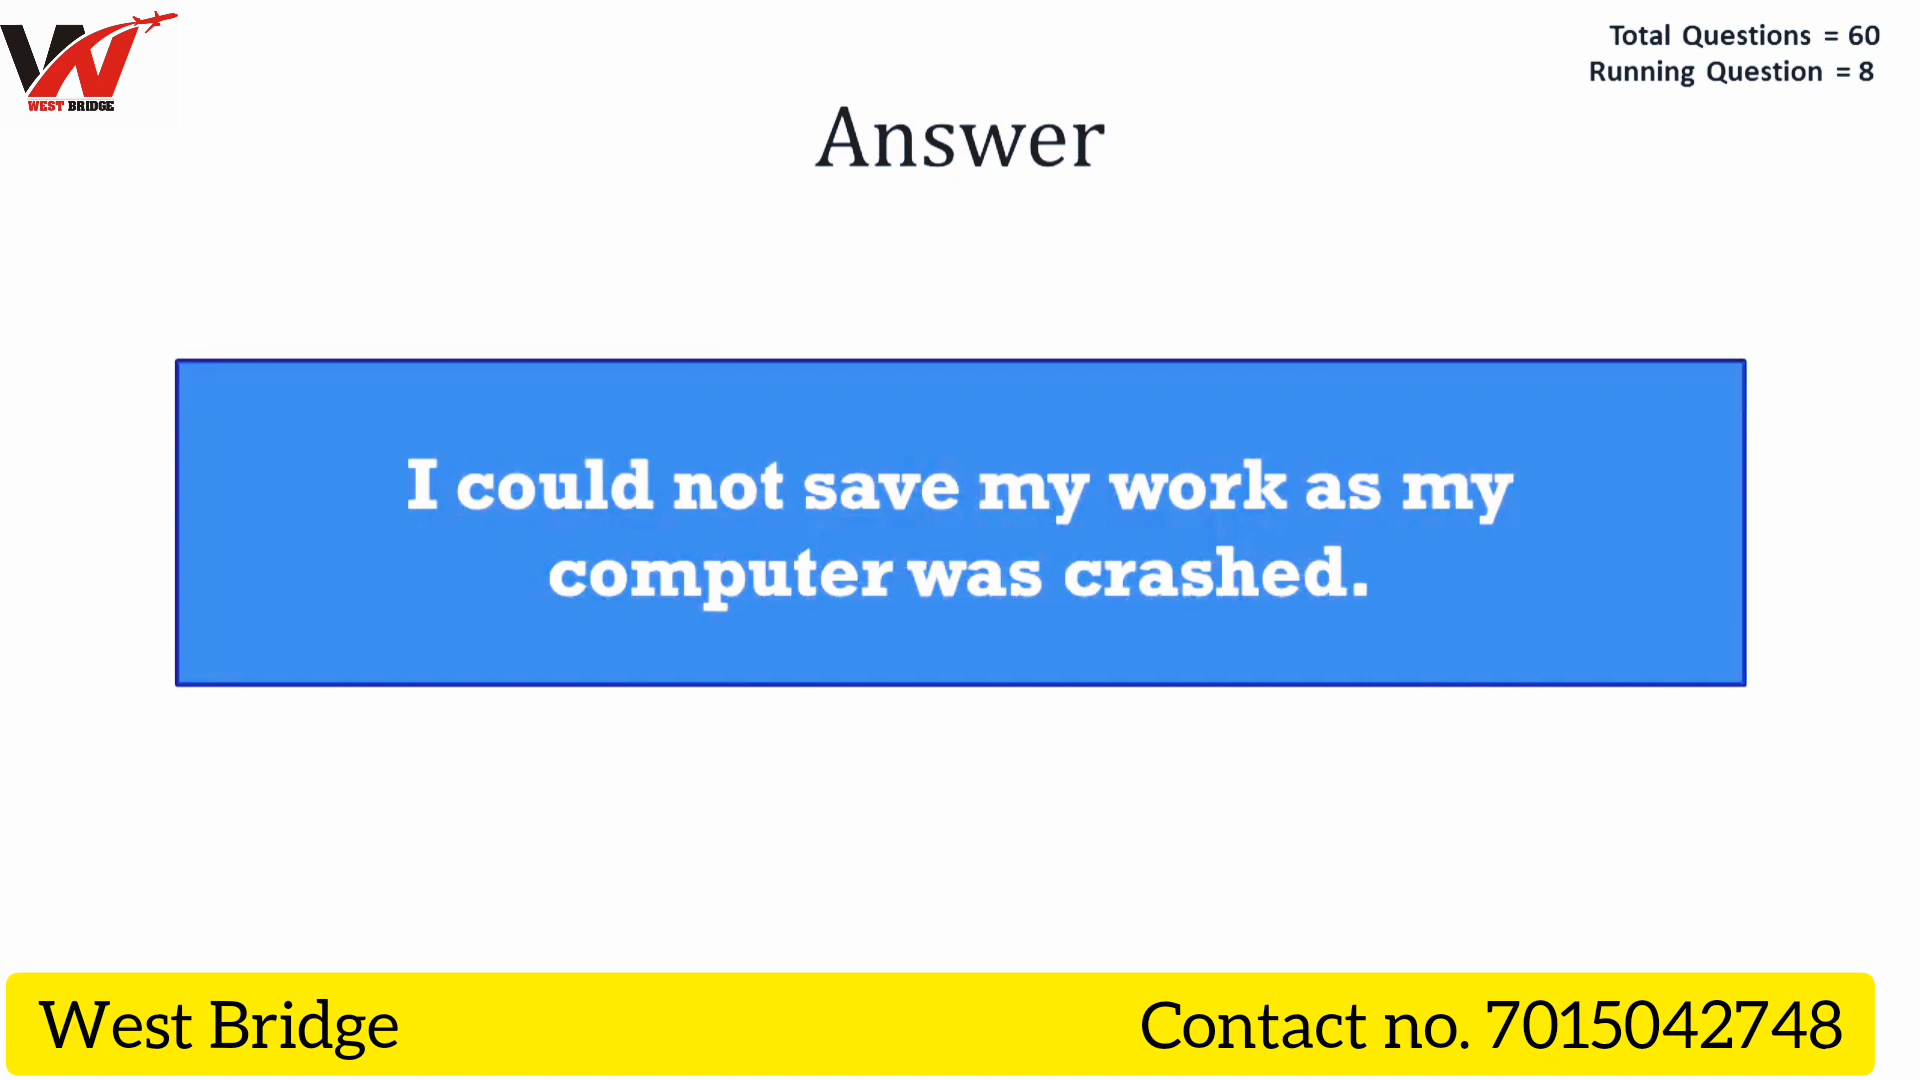 WEST BRIDGE
Total Questions = 60
Running Question = 8
Answer
I could not save my work as my
computer was crashed.
West Bridge
Contact no. 7015042748